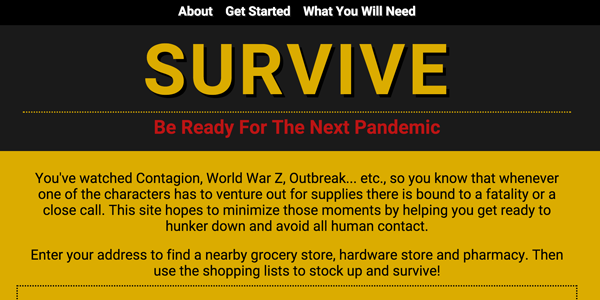 About Get Started What You Will Need
SURVIVE
Be Ready For The Next Pandemic
You've watched Contagion, World War Z, Outbreak... etc., so you know that whenever
one of the characters has to venture out for supplies there is bound to a fatality or a
close call. This site hopes to minimize those moments by helping you get ready to
hunker down and avoid all human contact.
Enter your address to find a nearby grocery store, hardware store and pharmacy. Then
use the shopping lists to stock up and survive!